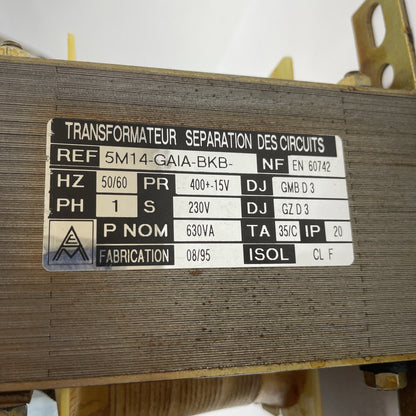 TRANSFORMATEUR SEPARATION DES CIRCUITS
REF 5M14-GAIA-BKB- NF EN 60742
HZ 50/60 PR 400+-15V DJ GMB D 3
PH 1 S 230V DJ GZ D 3
P NOM 630VA TA 35/C IP 20
FABRICATION 08/95 ISOL CL F